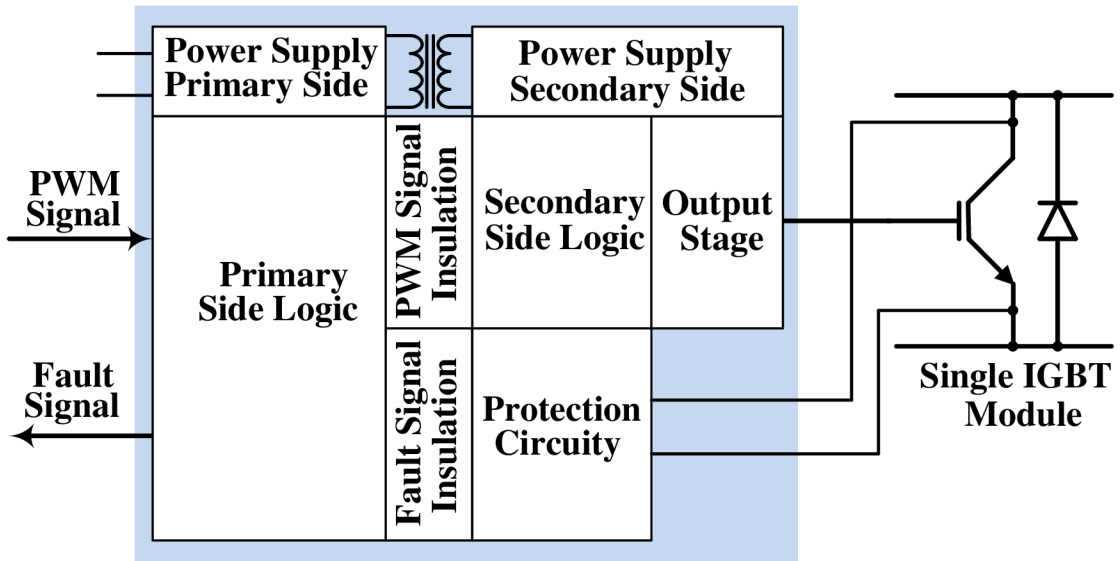 Power Supply
Primary Side
Power Supply
Secondary Side
PWM
Signal
Primary
Side Logic
PWM Signal
Insulation
Secondary
Side Logic
Output
Stage
Fault
Signal
Fault Signal
Insulation
Protection
Circuity
Single IGBT
Module